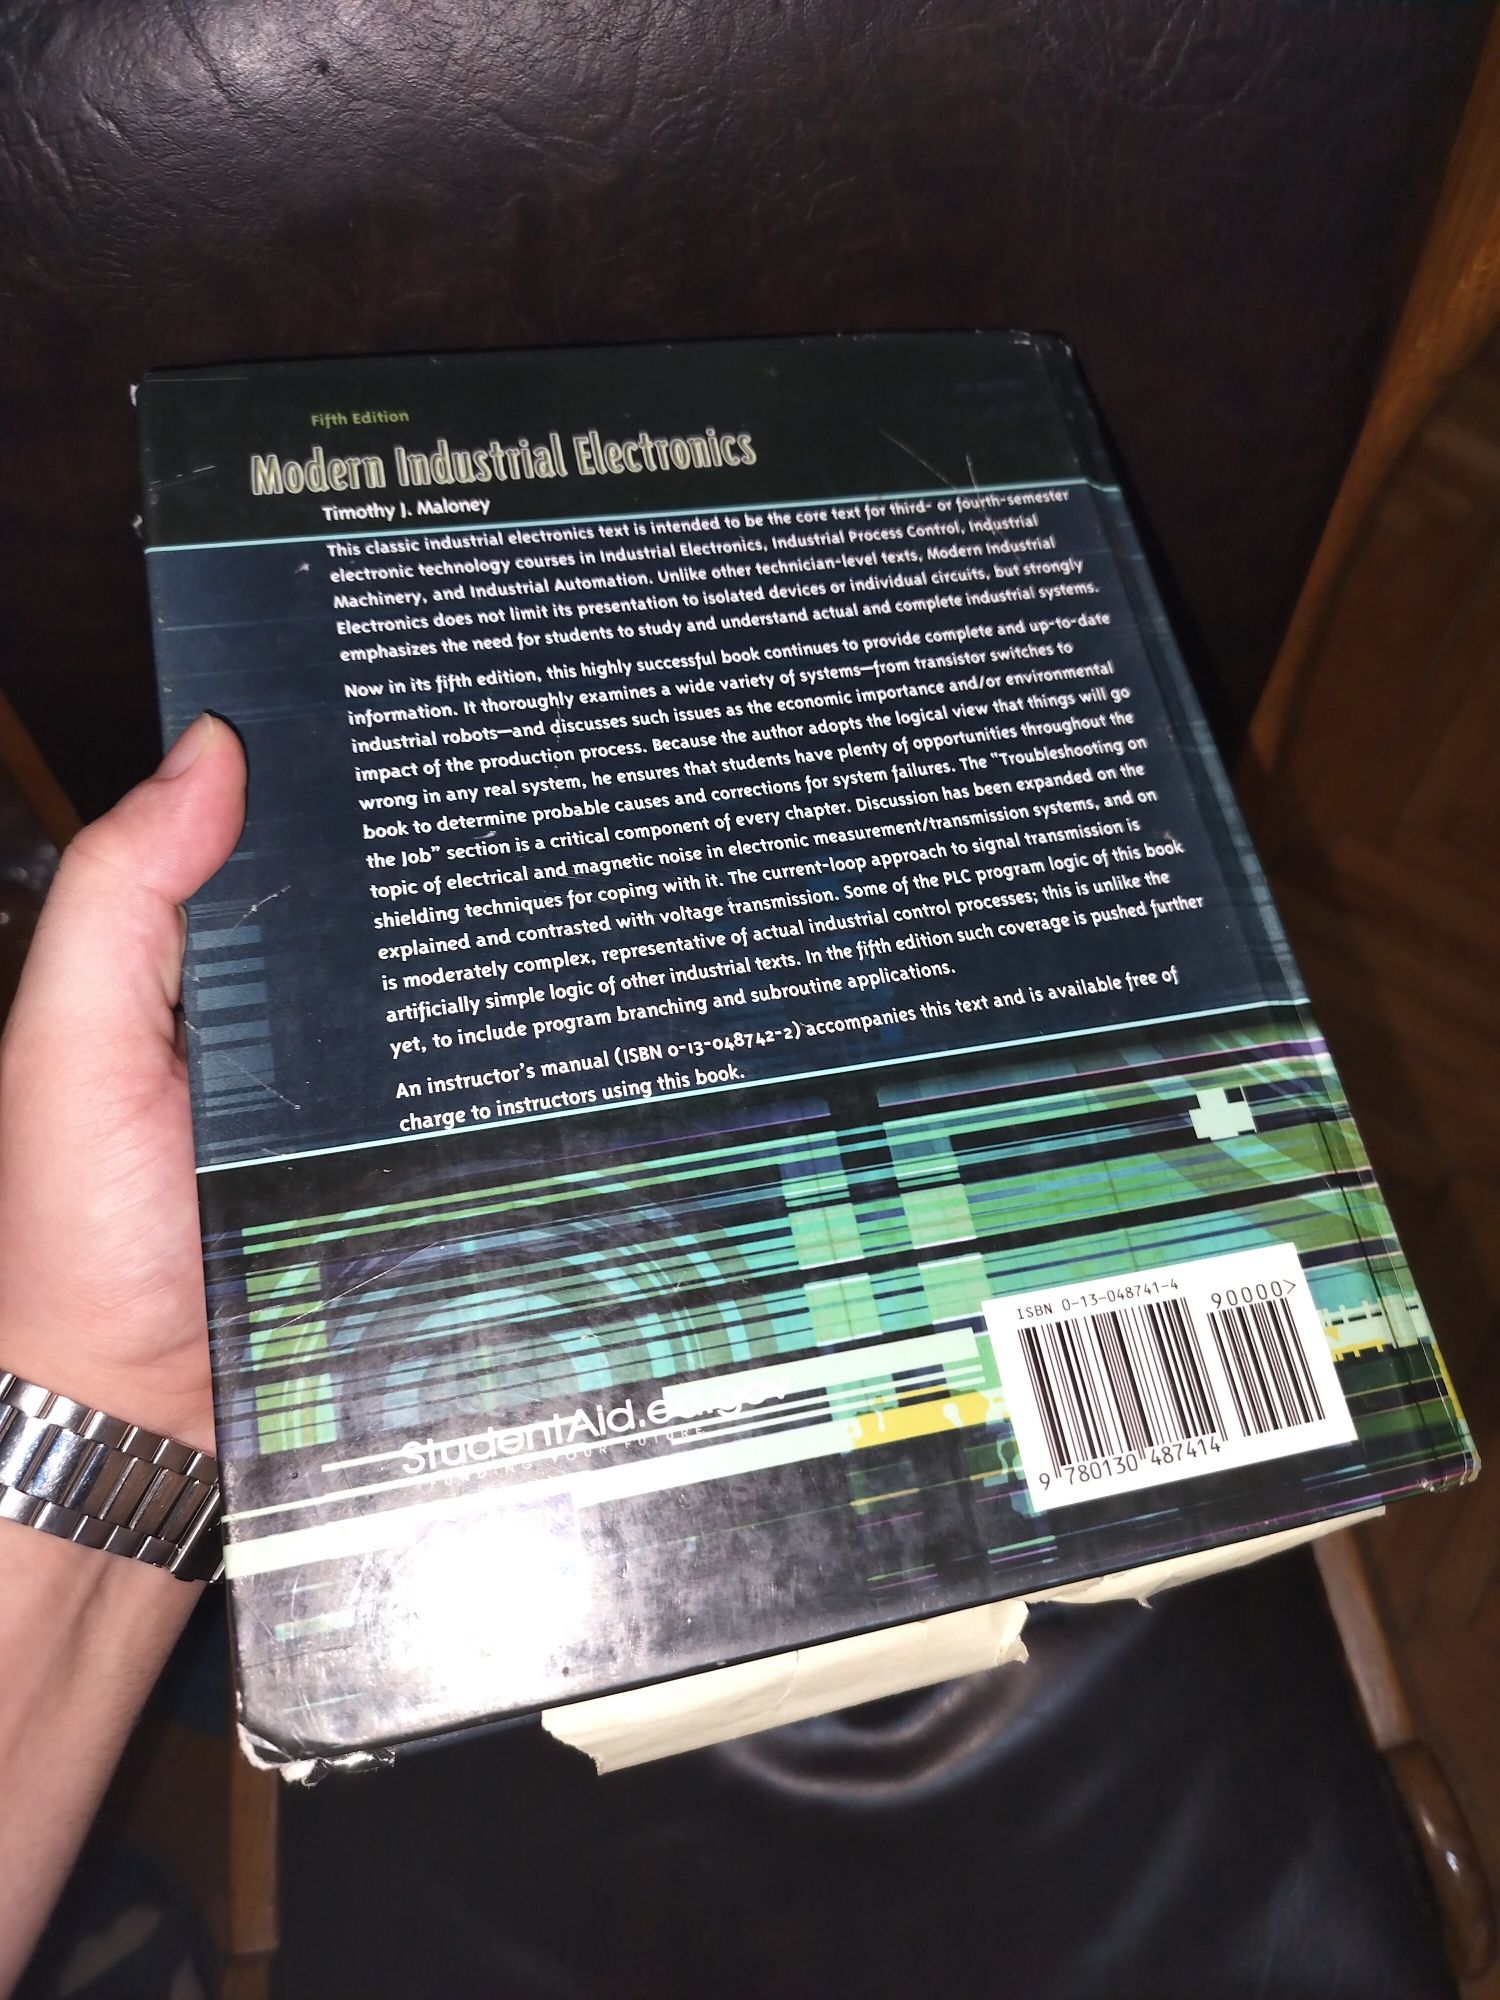 Fifth Edition
Modern Industrial Electronics
Timothy J. Maloney
This classic industrial electronics text is intended to be the core text for third- or fourth-semester
electronic technology courses in Industrial Electronics, Industrial Process Control, Industrial
Machinery, and Industrial Automation. Unlike other technician-level texts, Modern Industrial
Electronics does not limit its presentation to isolated devices or individual circuits, but strongly
emphasizes the need for students to study and understand actual and complete industrial systems.
Now in its fifth edition, this highly successful book continues to provide complete and up-to-date
information. It thoroughly examines a wide variety of systems—from transistor switches to
industrial robots—and discusses such issues as the economic importance and/or environmental
impact of the production process. Because the author adopts the logical view that things will go
wrong in any real system, he ensures that students have plenty of opportunities throughout the
book to determine probable causes and corrections for system failures. The "Troubleshooting on
the Job" section is a critical component of every chapter. Discussion has been expanded on the
topic of electrical and magnetic noise in electronic measurement/transmission systems, and on
shielding techniques for coping with it. The current-loop approach to signal transmission is
explained and contrasted with voltage transmission. Some of the PLC program logic of this book
is moderately complex, representative of actual industrial control processes; this is unlike the
artificially simple logic of other industrial texts. In the fifth edition such coverage is pushed further
yet, to include program branching and subroutine applications.
An instructor's manual (ISBN 0-13-048742-2) accompanies this text and is available free of
charge to instructors using this book.
ISBN 0-13-048741-4
90000>
9 780130 487414
StudentAid.ed.gov
FUNDING YOUR FUTURE